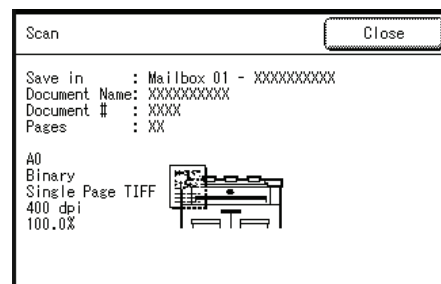 Scan
Close
Save in : Mailbox 01 - XXXXXXXXXX
Document Name: XXXXXXXXXX
Document # : XXXX
Pages : XX
A0
Binary
Single Page TIFF
400 dpi
100.0%